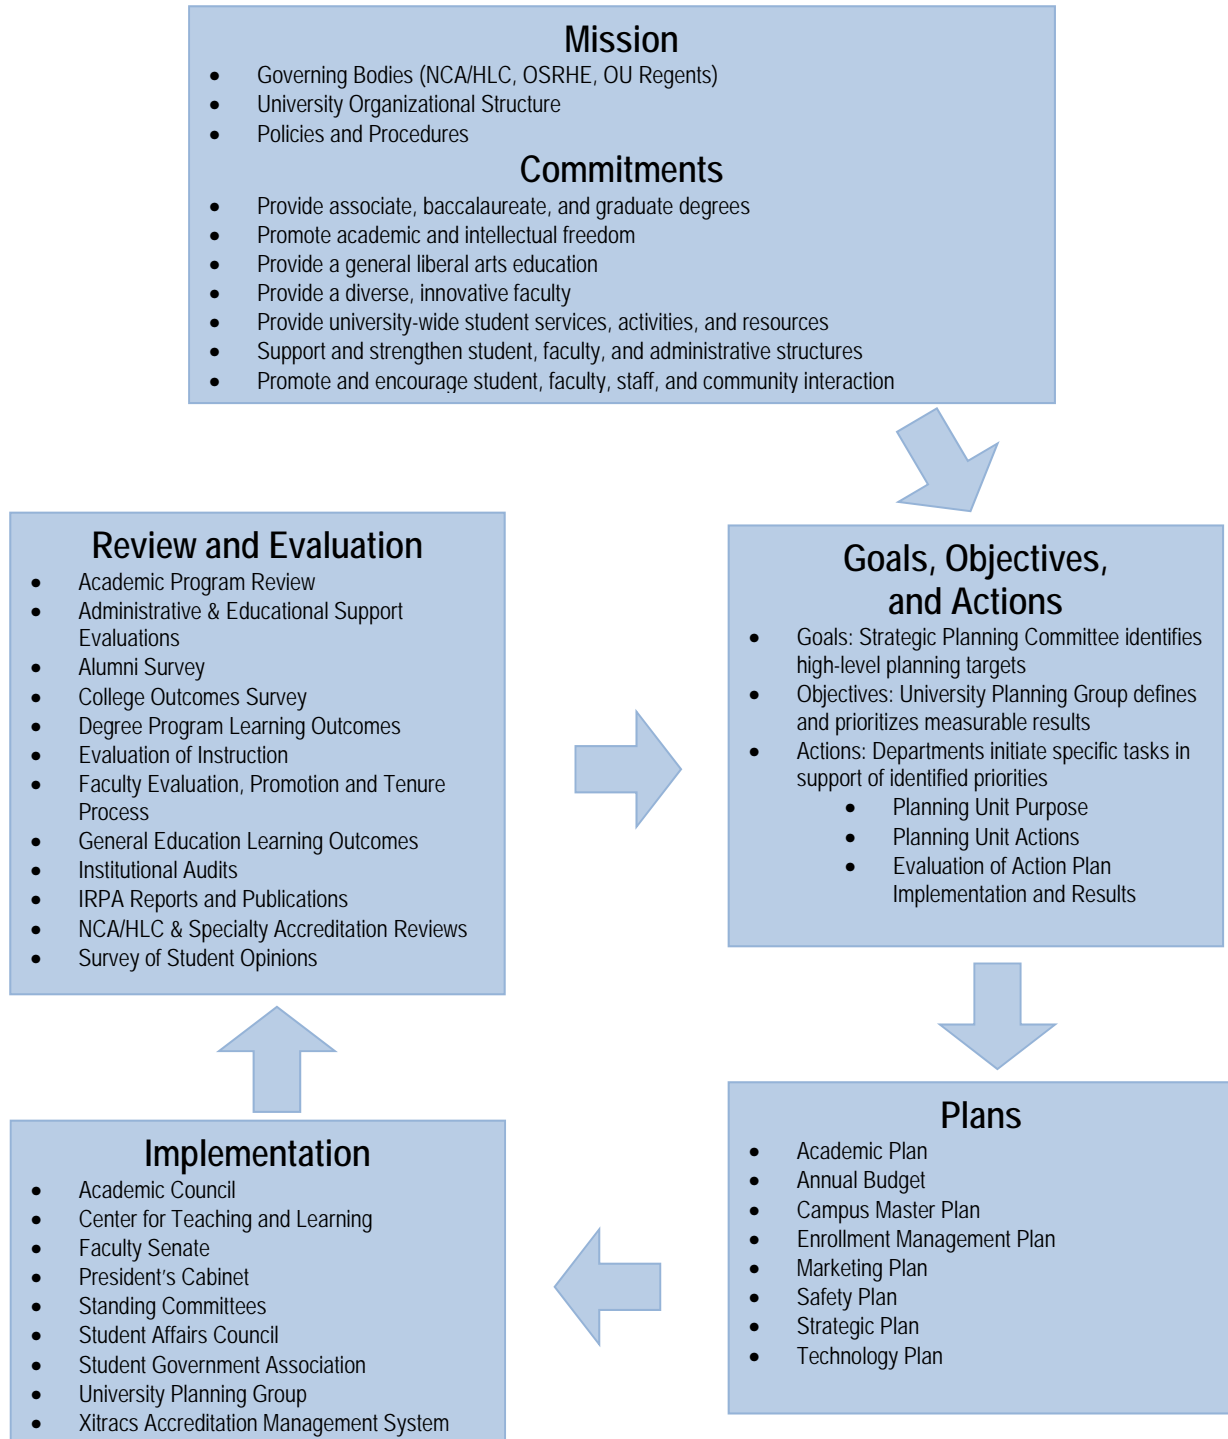 Mission
• Governing Bodies (NCA/HLC, OSRHE, OU Regents)
• University Organizational Structure
• Policies and Procedures
Commitments
• Provide associate, baccalaureate, and graduate degrees
• Promote academic and intellectual freedom
• Provide a general liberal arts education
• Provide a diverse, innovative faculty
• Provide university-wide student services, activities, and resources
• Support and strengthen student, faculty, and administrative structures
• Promote and encourage student, faculty, staff, and community interaction
Review and Evaluation
• Academic Program Review
• Administrative & Educational Support
Evaluations
• Alumni Survey
• College Outcomes Survey
• Degree Program Learning Outcomes
• Evaluation of Instruction
• Faculty Evaluation, Promotion and Tenure
Process
• General Education Learning Outcomes
• Institutional Audits
• IRPA Reports and Publications
• NCA/HLC & Specialty Accreditation Reviews
• Survey of Student Opinions
Goals, Objectives,
and Actions
• Goals: Strategic Planning Committee identifies
high-level planning targets
• Objectives: University Planning Group defines
and prioritizes measurable results
• Actions: Departments initiate specific tasks in
support of identified priorities
• Planning Unit Purpose
• Planning Unit Actions
• Evaluation of Action Plan
Implementation and Results
Implementation
• Academic Council
• Center for Teaching and Learning
• Faculty Senate
• President's Cabinet
• Standing Committees
• Student Affairs Council
• Student Government Association
• University Planning Group
• Xitracs Accreditation Management System
Plans
• Academic Plan
• Annual Budget
• Campus Master Plan
• Enrollment Management Plan
• Marketing Plan
• Safety Plan
• Strategic Plan
• Technology Plan